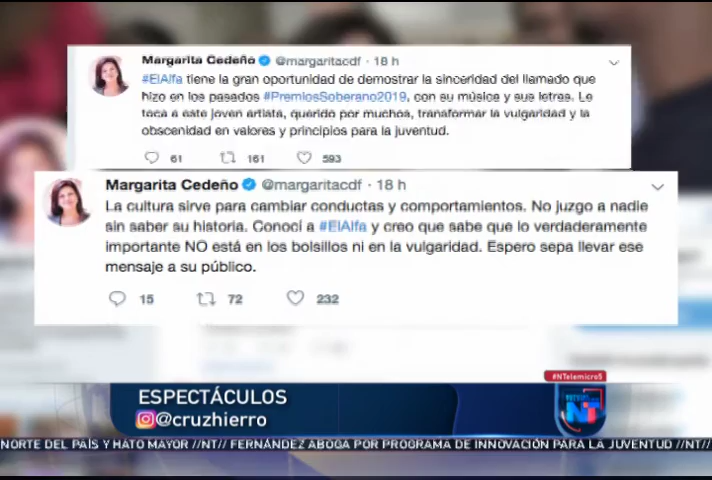 Margarita Cedeño @margaritacdf · 18 h
#ElAlfa tiene la gran oportunidad de demostrar la sinceridad del llamado que
hizo en los pasados #PremiosSoberano2019, con su música y sus letras. Le
toca a este joven artista, querido por muchos, transformar la vulgaridad y la
obscenidad en valores y principios para la juventud.
61 161 593
Margarita Cedeño @margaritacdf · 18 h
La cultura sirve para cambiar conductas y comportamientos. No juzgo a nadie
sin saber su historia. Conocí a #ElAlfa y creo que sabe que lo verdaderamente
importante NO está en los bolsillos ni en la vulgaridad. Espero sepa llevar ese
mensaje a su público.
15 72 232
#NTelemicro5
ESPECTÁCULOS
NT
@cruzhierro
NORTE DEL PAÍS Y HATO MAYOR //NT// FERNÁNDEZ ABOGA POR PROGRAMA DE INNOVACIÓN PARA LA JUVENTUD //NT//